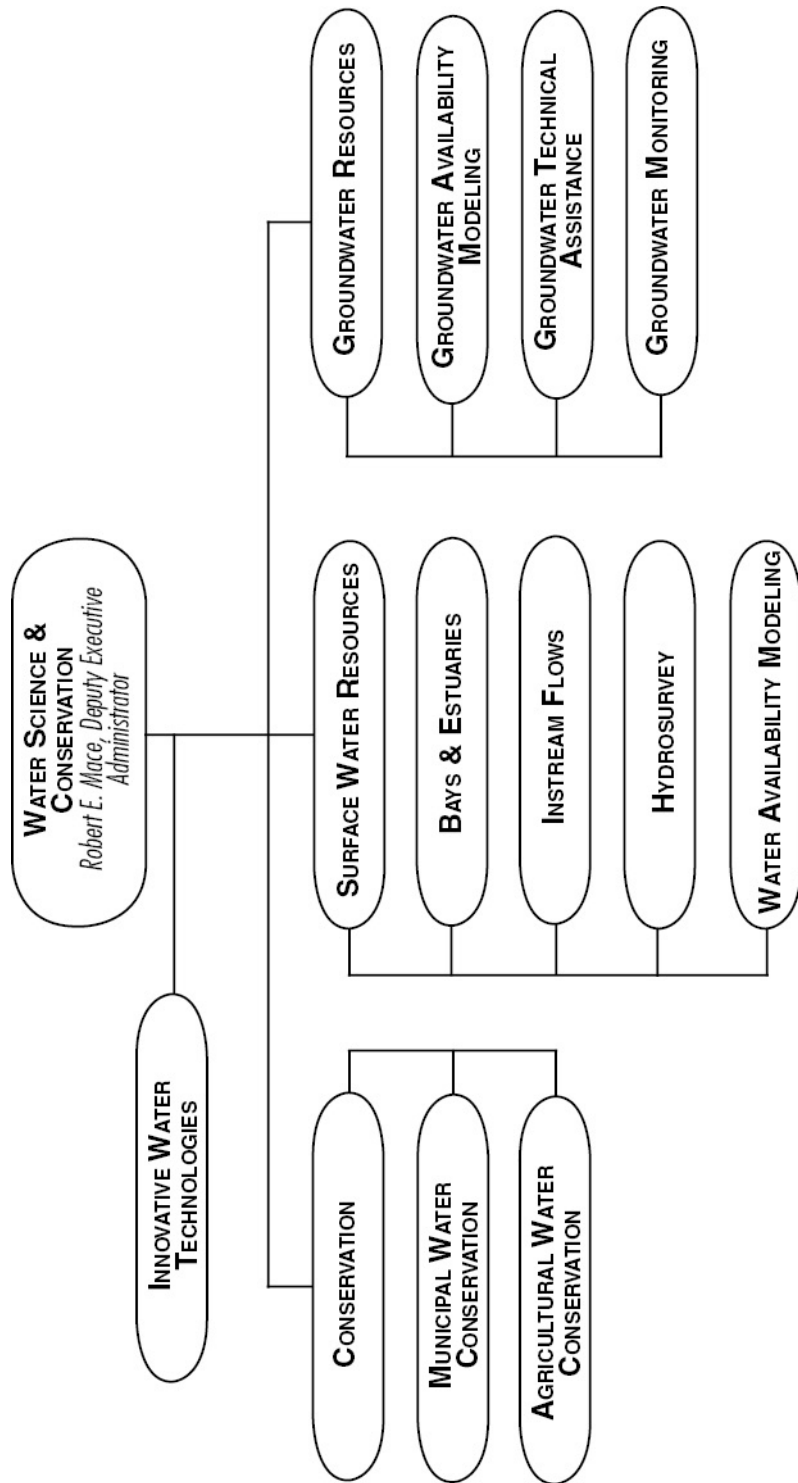 WATER SCIENCE &
CONSERVATION
Robert E. Mace, Deputy Executive
Administrator
INNOVATIVE WATER
TECHNOLOGIES
CONSERVATION
MUNICIPAL WATER
CONSERVATION
AGRICULTURAL WATER
CONSERVATION
SURFACE WATER RESOURCES
BAYS & ESTUARIES
INSTREAM FLOWS
HYDROSURVEY
WATER AVAILABILITY MODELING
GROUNDWATER RESOURCES
GROUNDWATER AVAILABILITY
MODELING
GROUNDWATER TECHNICAL
ASSISTANCE
GROUNDWATER MONITORING